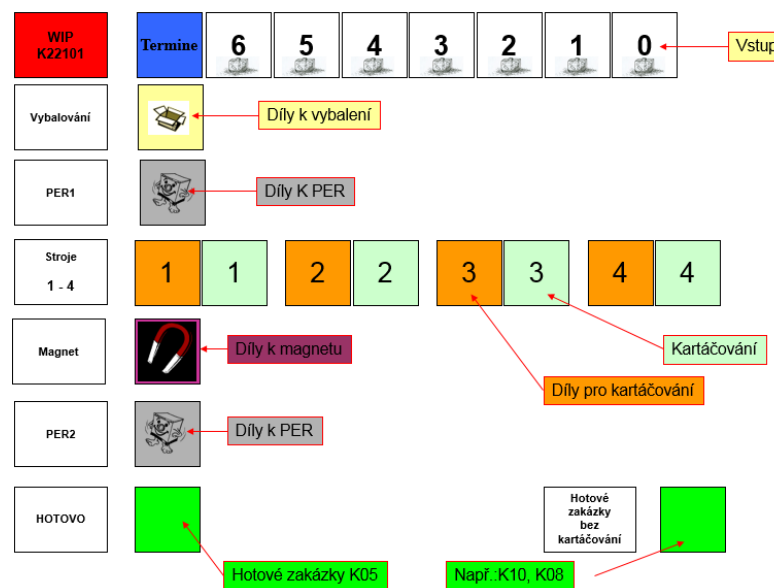 WIP
K22101
Termine
6 5 4 3 2 1 0
Vstup
Vybalování
Díly k vybalení
PER1
Díly K PER
Stroje
1 - 4
1 1 2 2 3 3 4 4
Magnet
Díly k magnetu
Kartáčování
Díly pro kartáčování
PER2
Díly k PER
HOTOVO
Hotové
zakázky
bez
kartáčování
Hotové zakázky K05
Např.:K10, K08